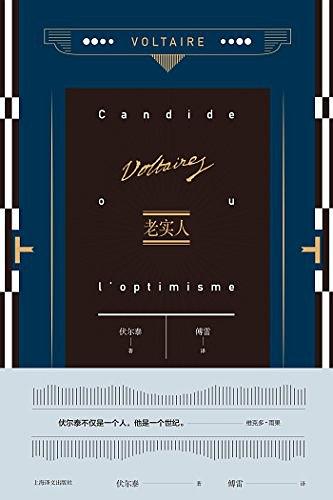 VOLTAIRE
Candide
Voltaire
o u
老实人
l'optimisme
伏尔泰 傅雷
著 译
伏尔泰不仅是一个人，他是一个世纪。 —— 维克多·雨果
上海译文出版社 伏尔泰 著 傅雷 译